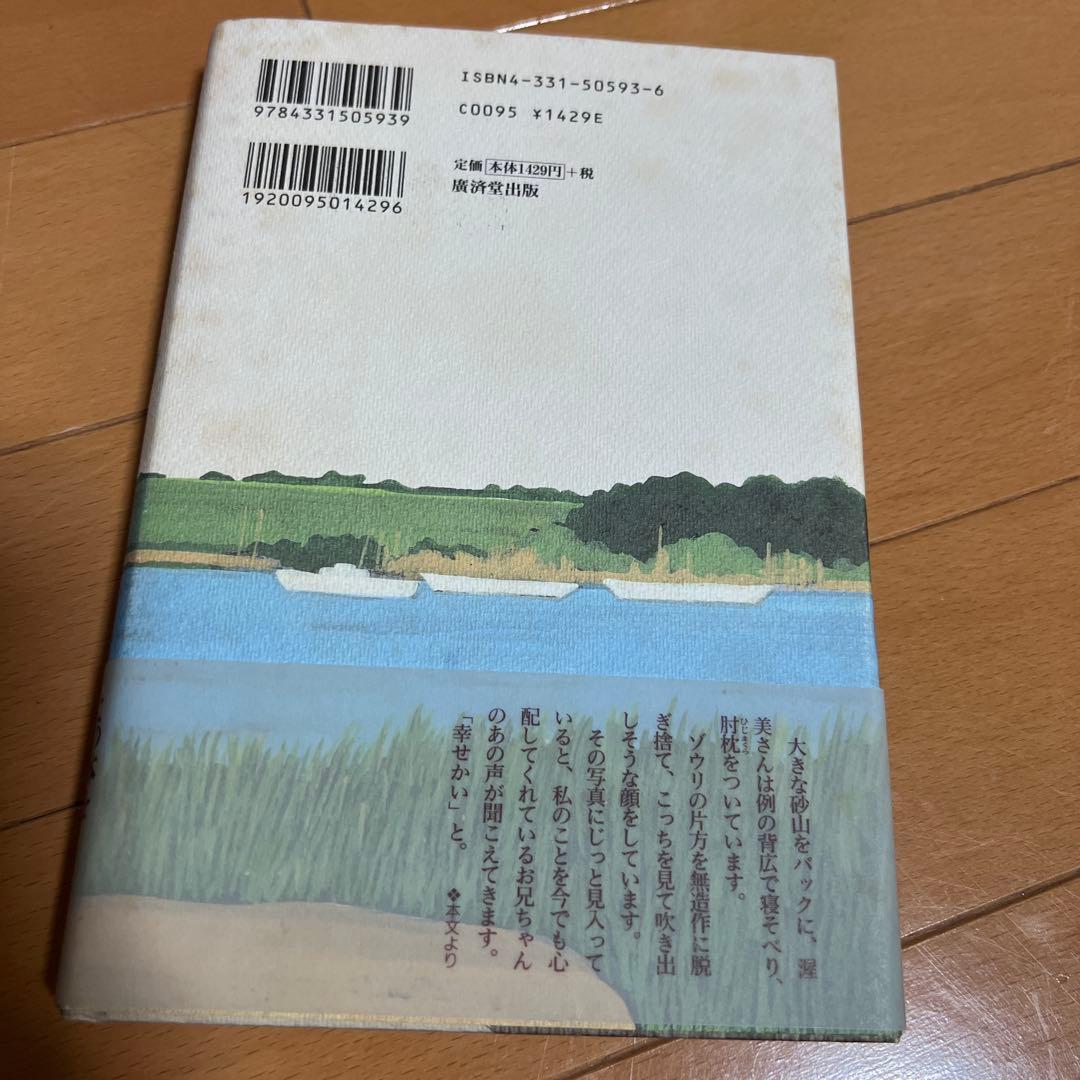 ISBN4-331-50593-6
C0095 ¥1429E
9784331505939
1920095014296
定価 本体1429円+税
廣済堂出版
大きな砂山をバックに、渥
美さんは例の背広で寝そべり、
肘枕をついています。
ひじまくら
ゾウリの片方を無造作に脱
ぎ捨て、こっちを見て吹き出
しそうな顔をしています。
その写真にじっと見入って
いると、私のことを今でも心
配してくれているお兄ちゃん
のあの声が聞こえてきます。
「幸せかい」と。
❖本文より